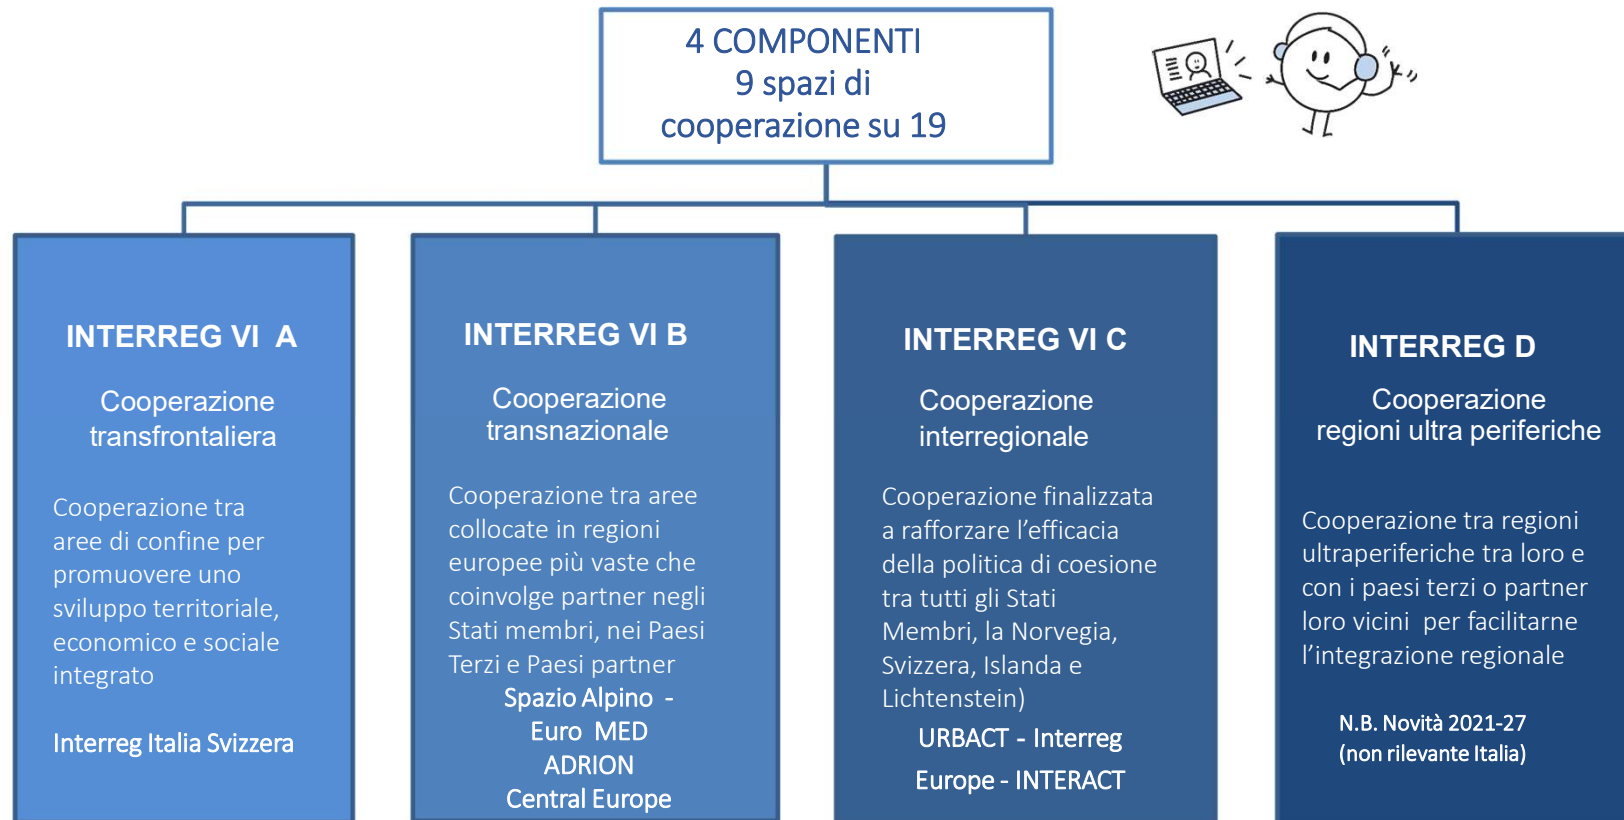 4 COMPONENTI
9 spazi di
cooperazione su 19
INTERREG VI A
Cooperazione
transfrontaliera
Cooperazione tra
aree di confine per
promuovere uno
sviluppo territoriale,
economico e sociale
integrato
Interreg Italia Svizzera
INTERREG VI B
Cooperazione
transnazionale
Cooperazione tra aree
collocate in regioni
europee più vaste che
coinvolge partner negli
Stati membri, nei Paesi
Terzi e Paesi partner
Spazio Alpino -
Euro MED
ADRION
Central Europe
INTERREG VI C
Cooperazione
interregionale
Cooperazione finalizzata
a rafforzare l’efficacia
della politica di coesione
tra tutti gli Stati
Membri, la Norvegia,
Svizzera, Islanda e
Lichtenstein)
URBACT - Interreg
Europe - INTERACT
INTERREG D
Cooperazione
regioni ultra periferiche
Cooperazione tra regioni
ultraperiferiche tra loro e
con i paesi terzi o partner
loro vicini per facilitarne
l’integrazione regionale
N.B. Novità 2021-27
(non rilevante Italia)